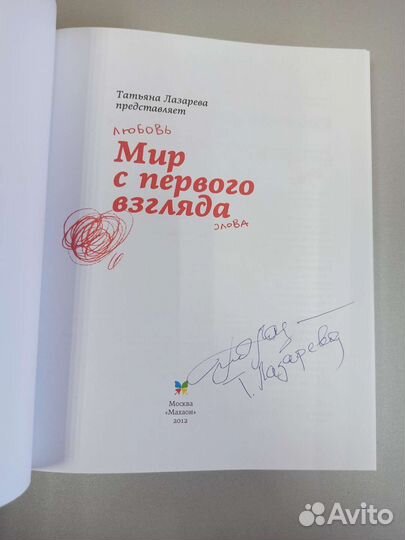 Татьяна Лазарева
представляет
ЛЮБОВЬ
Мир
с первого
взгляда
СЛОВА
Т. Лазарева
Москва
«Махаон»
2012
Avito